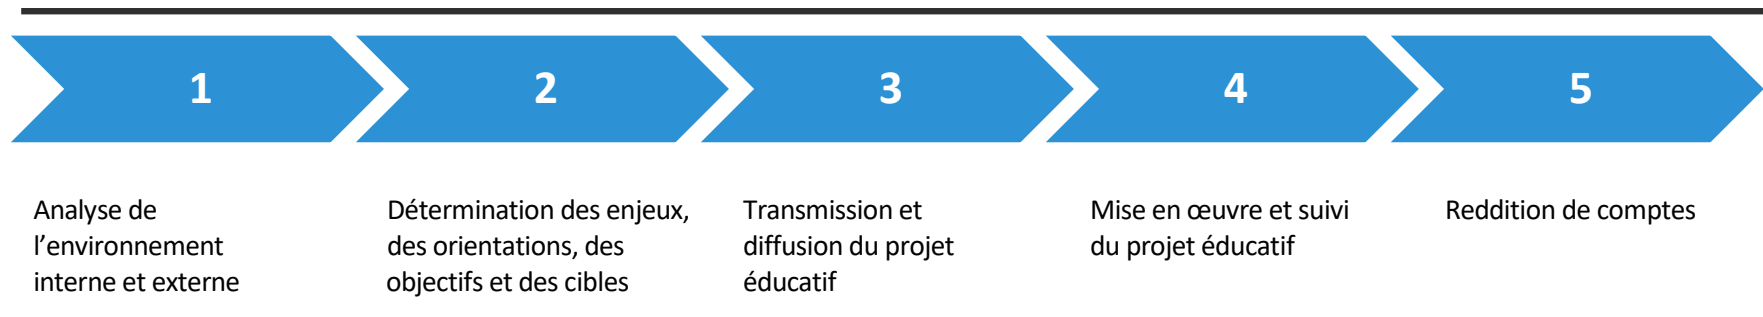 1
2
3
4
5
Analyse de
l’environnement
interne et externe
Détermination des enjeux,
des orientations, des
objectifs et des cibles
Transmission et
diffusion du projet
éducatif
Mise en œuvre et suivi
du projet éducatif
Reddition de comptes